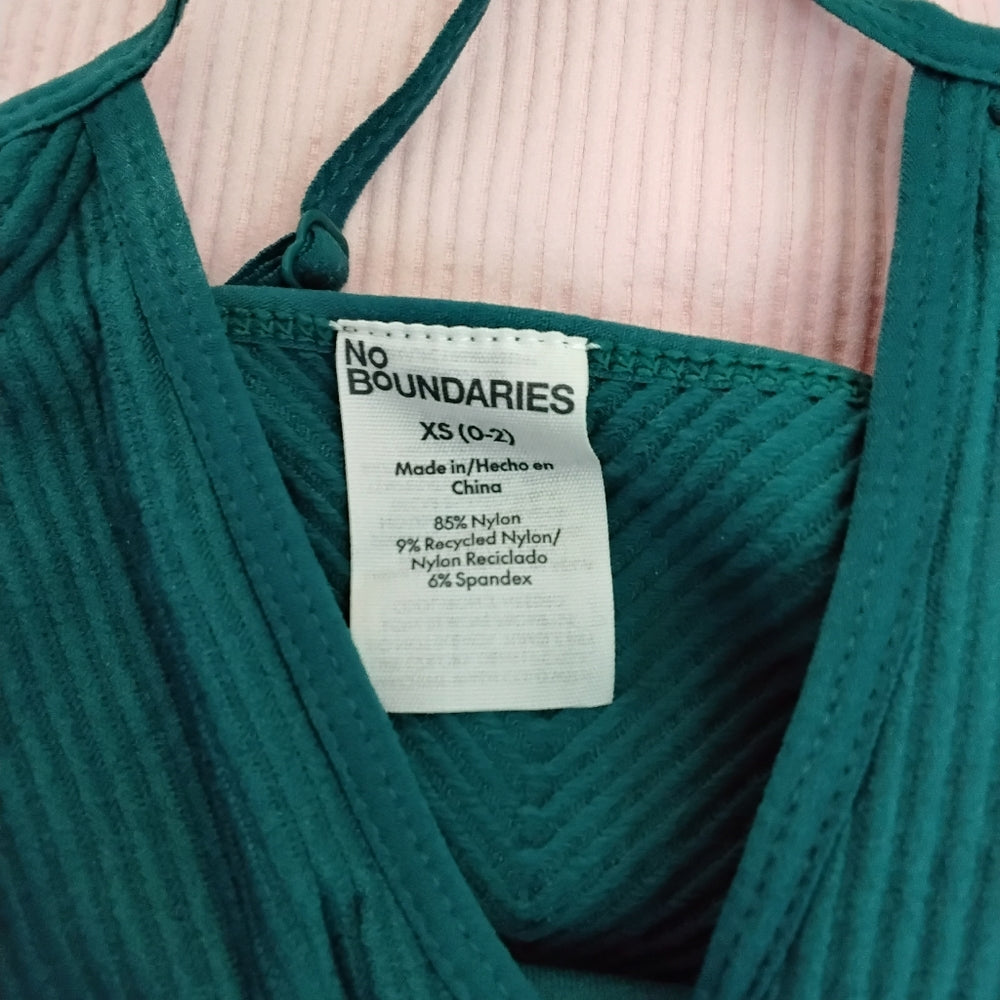 No
BoUNDARIES
XS (0-2)
Made in/Hecho en
China
85% Nylon
9% Recycled Nylon/
Nylon Reciclado
6% Spandex